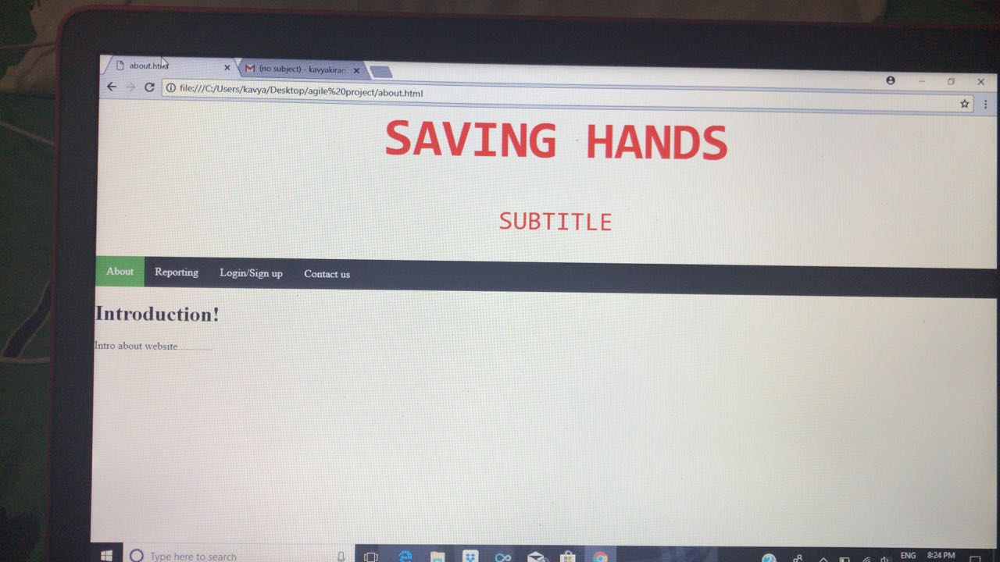 about.html
(no subject) - kavyakiran
file:///C:/Users/kavya/Desktop/agile%20project/about.html
SAVING HANDS
SUBTITLE
About Reporting Login/Sign up Contact us
Introduction!
Intro about website.............
Type here to search
ENG 8:24 PM